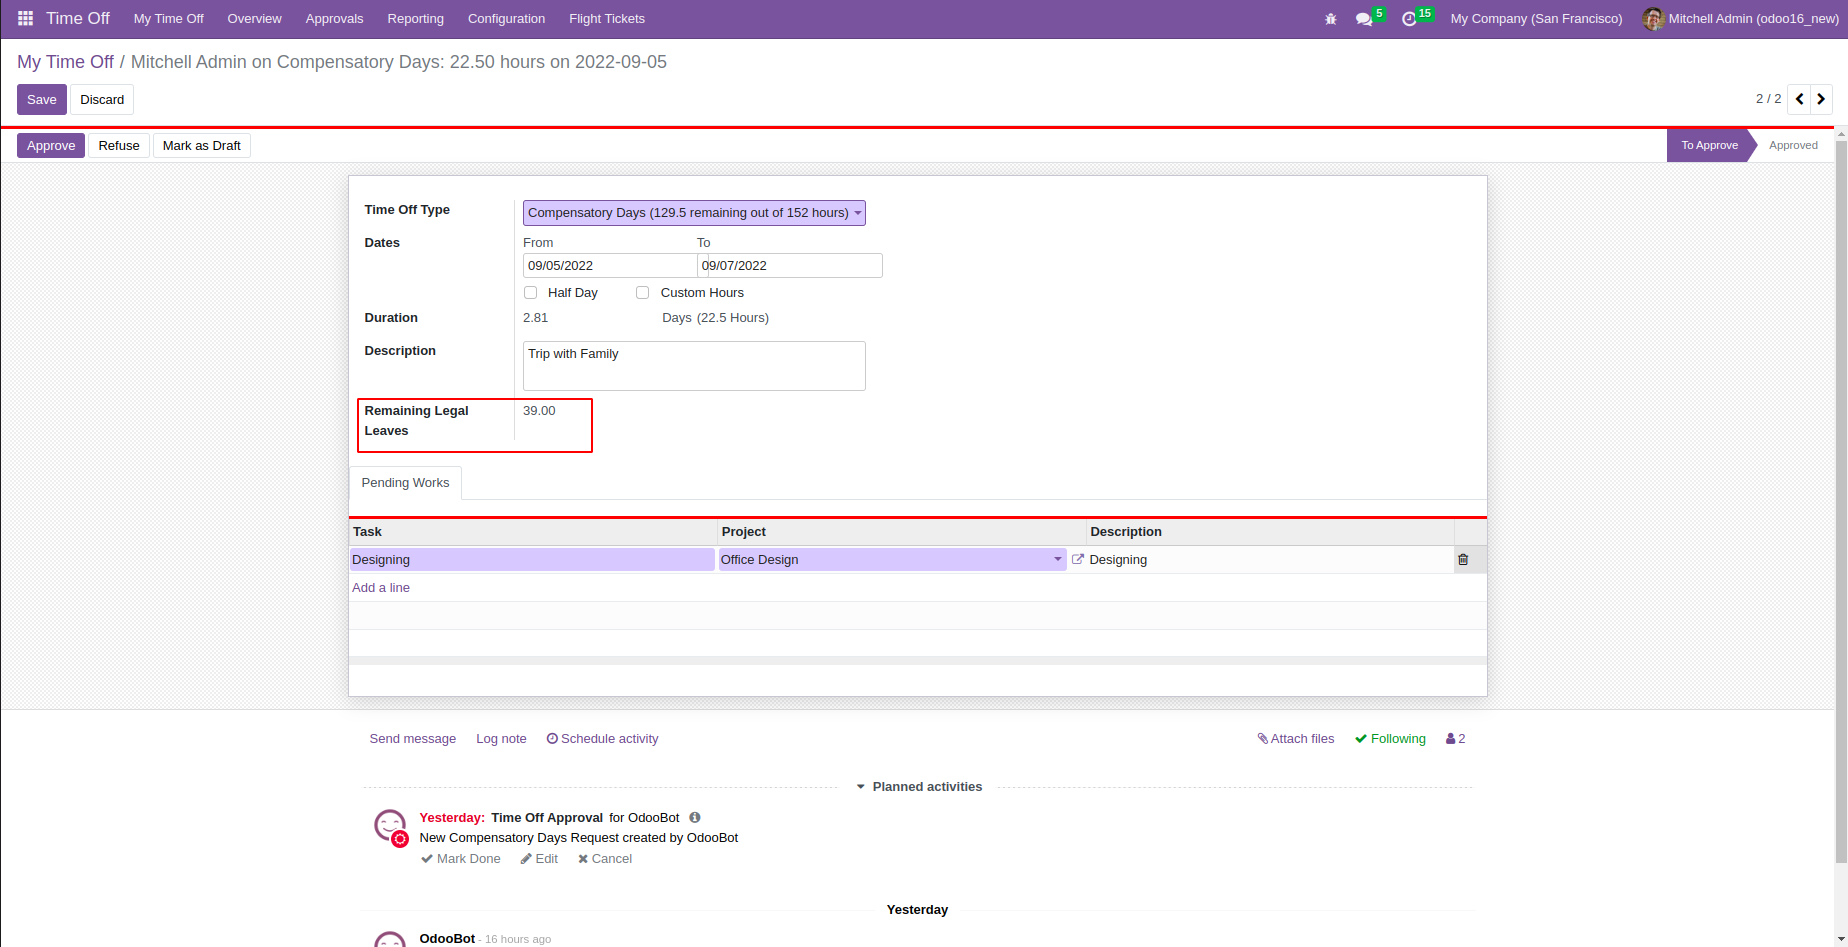 Time Off My Time Off Overview Approvals Reporting Configuration Flight Tickets 5 15 My Company (San Francisco) Mitchell Admin (odoo16_new)
My Time Off / Mitchell Admin on Compensatory Days: 22.50 hours on 2022-09-05
Save Discard 2 / 2
Approve Refuse Mark as Draft To Approve Approved
Time Off Type Compensatory Days (129.5 remaining out of 152 hours)
Dates From To
09/05/2022 09/07/2022
Half Day Custom Hours
Duration 2.81 Days (22.5 Hours)
Description Trip with Family
Remaining Legal 39.00
Leaves
Pending Works
Task Project Description
Designing Office Design Designing
Add a line
Send message Log note Schedule activity Attach files Following 2
Planned activities
Yesterday: Time Off Approval for OdooBot
New Compensatory Days Request created by OdooBot
Mark Done Edit Cancel
Yesterday
OdooBot - 16 hours ago